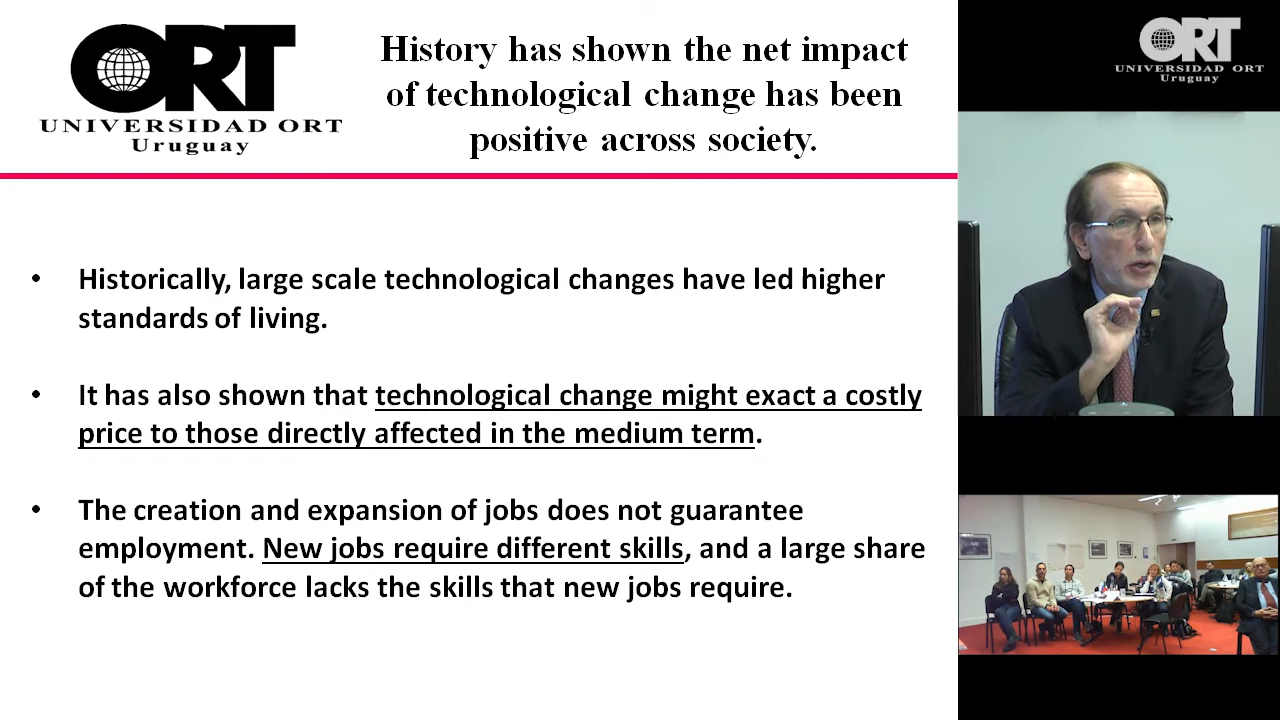 ORT
UNIVERSIDAD ORT
Uruguay
History has shown the net impact
of technological change has been
positive across society.
• Historically, large scale technological changes have led higher
standards of living.
• It has also shown that technological change might exact a costly
price to those directly affected in the medium term.
• The creation and expansion of jobs does not guarantee
employment. New jobs require different skills, and a large share
of the workforce lacks the skills that new jobs require.
ORT
UNIVERSIDAD ORT
Uruguay